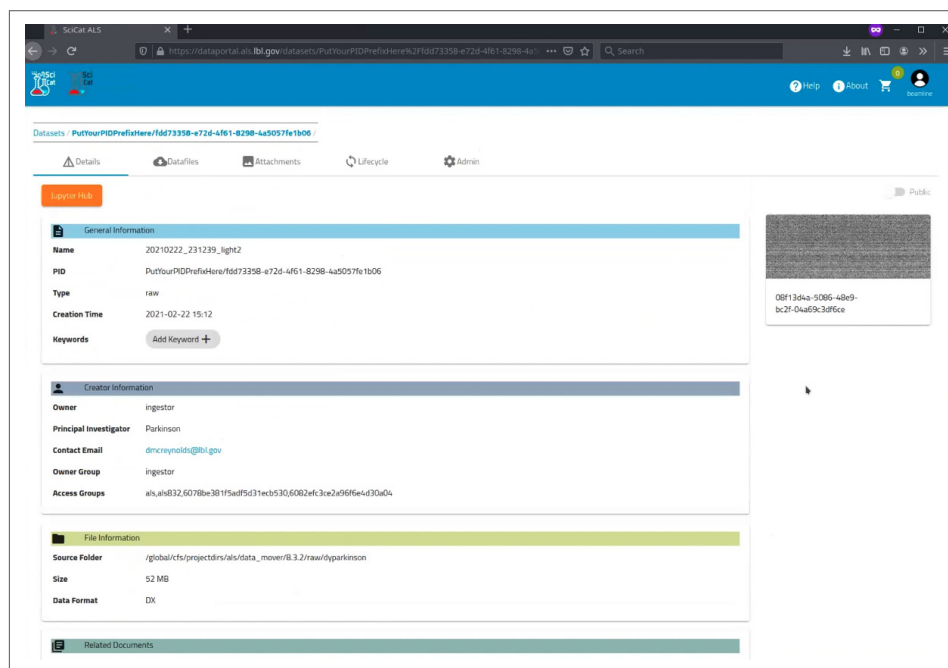 SciCat ALS
https://dataportal.als.lbl.gov/datasets/PutYourPIDPrefixHere%2Ffdd73358-e72d-4f61-8298-4a5
Search
Sci
Cat
Help
About
0
beamline
Datasets / PutYourPIDPrefixHere/fdd73358-e72d-4f61-8298-4a5057fe1b06 /
Details
Datafiles
Attachments
Lifecycle
Admin
Jupyter Hub
Public
General Information
Name 20210222_231239_light2
PID PutYourPIDPrefixHere/fdd73358-e72d-4f61-8298-4a5057fe1b06
Type raw
Creation Time 2021-02-22 15:12
Keywords Add Keyword +
08f13d4a-5086-48e9-
bc2f-04a69c3df6ce
Creator Information
Owner ingestor
Principal Investigator Parkinson
Contact Email dmcreynolds@lbl.gov
Owner Group ingestor
Access Groups als,als832,6078be381f5adf5d31ecb530,6082efc3ce2a96f6e4d30a04
File Information
Source Folder /global/cfs/projectdirs/als/data_mover/8.3.2/raw/dyparkinson
Size 52 MB
Data Format DX
Related Documents